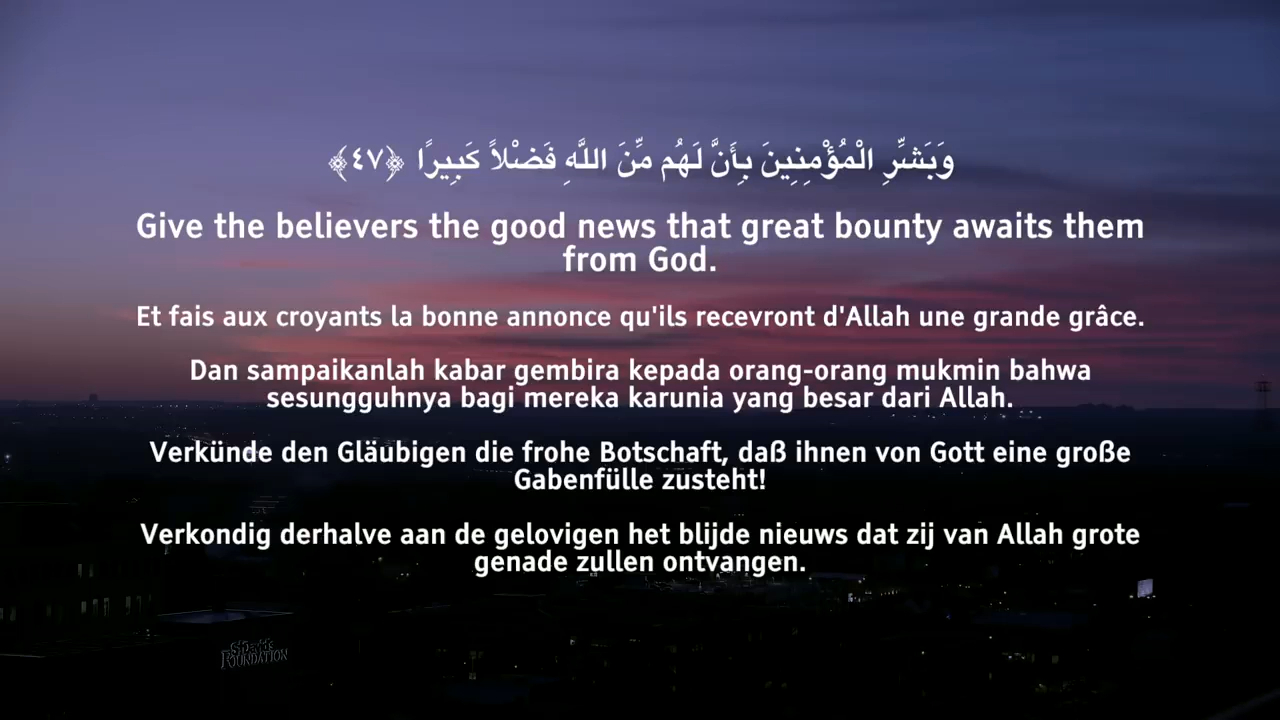 وَبَشِّرِ الْمُؤْمِنِينَ بِأَنَّ لَهُم مِّنَ اللَّهِ فَضْلاً كَبِيرًا ﴿٤٧﴾
Give the believers the good news that great bounty awaits them
from God.
Et fais aux croyants la bonne annonce qu'ils recevront d'Allah une grande grâce.
Dan sampaikanlah kabar gembira kepada orang-orang mukmin bahwa
sesungguhnya bagi mereka karunia yang besar dari Allah.
Verkünde den Gläubigen die frohe Botschaft, daß ihnen von Gott eine große
Gabenfülle zusteht!
Verkondig derhalve aan de gelovigen het blijde nieuws dat zij van Allah grote
genade zullen ontvangen.
FOUNDATION